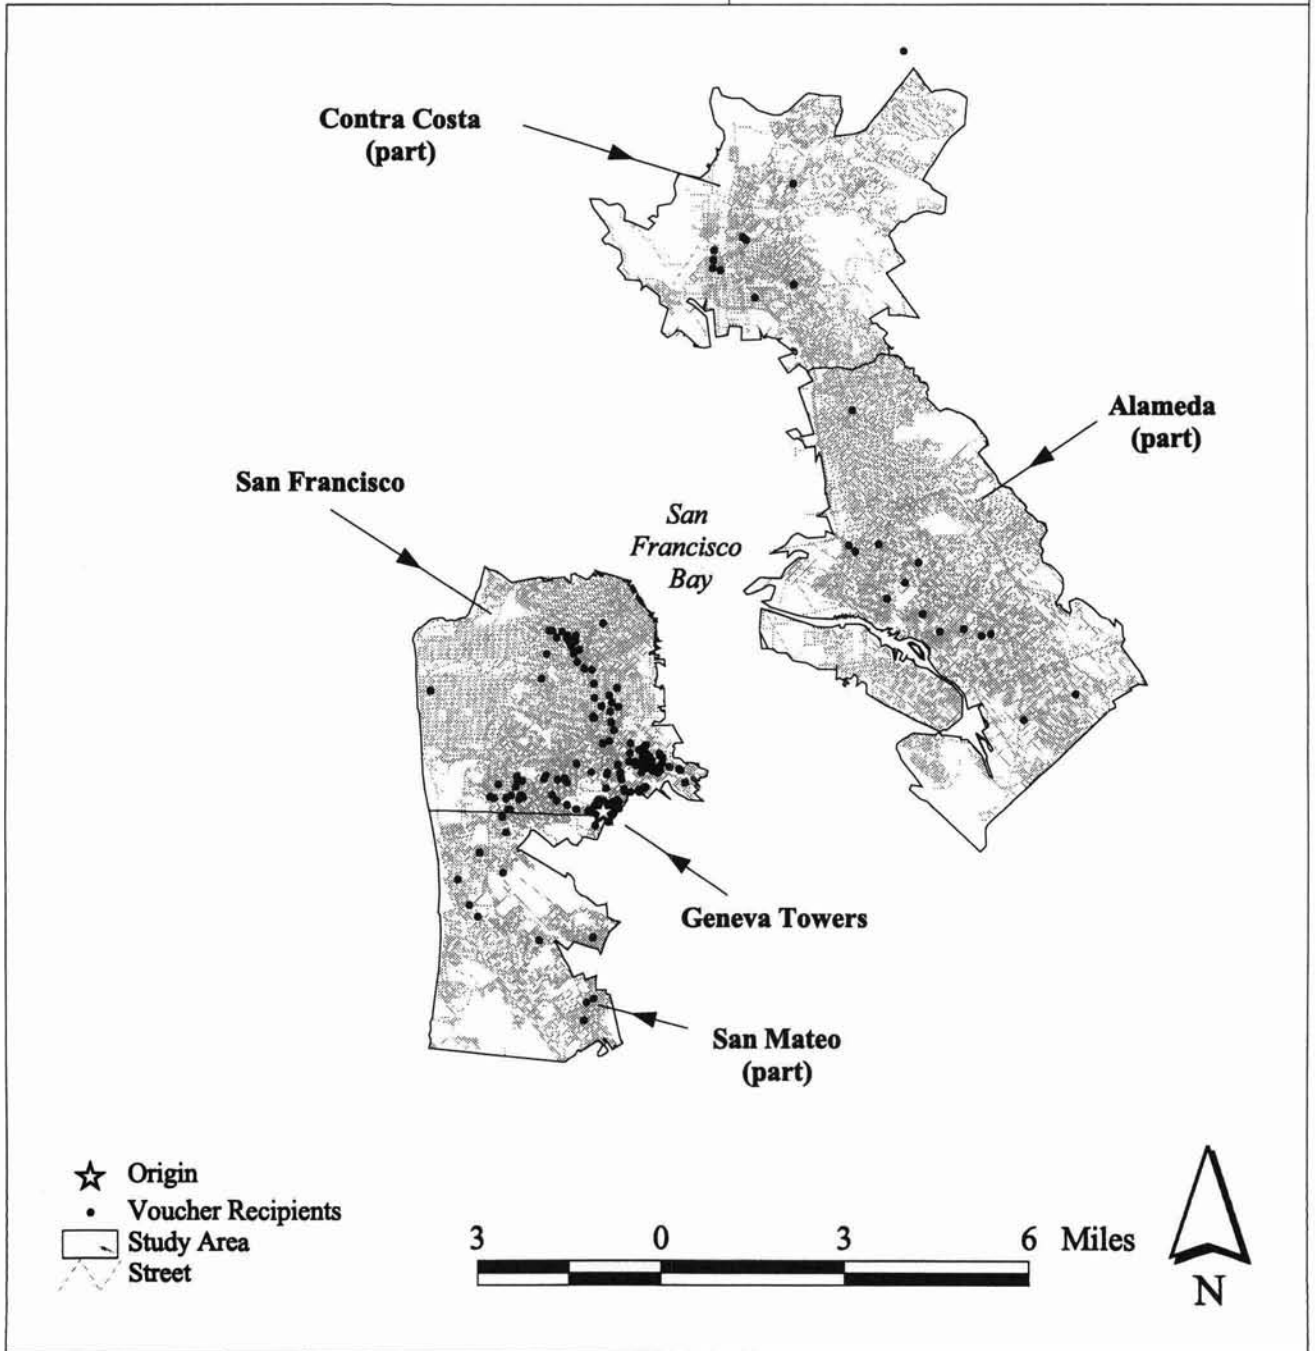 Contra Costa
(part)
Alameda
(part)
San Francisco
San
Francisco
Bay
Geneva Towers
San Mateo
(part)
Origin
Voucher Recipients
Study Area
Street
3 0 3 6 Miles
N